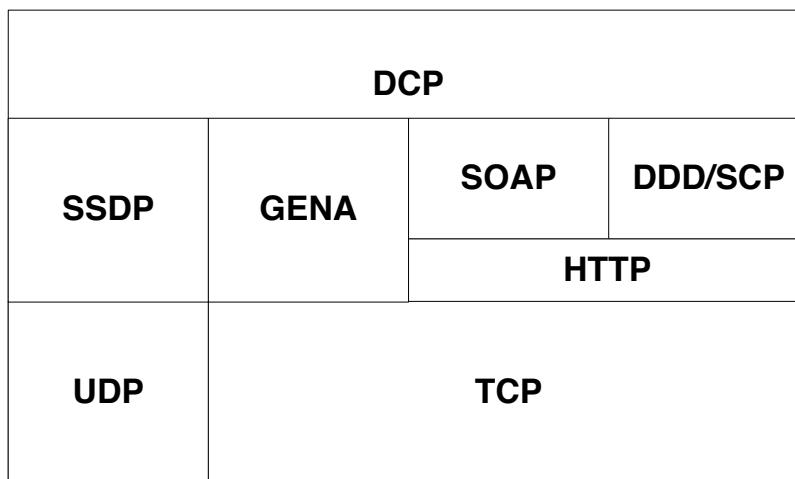 DCP
SSDP
GENA
SOAP
DDD/SCP
HTTP
UDP
TCP